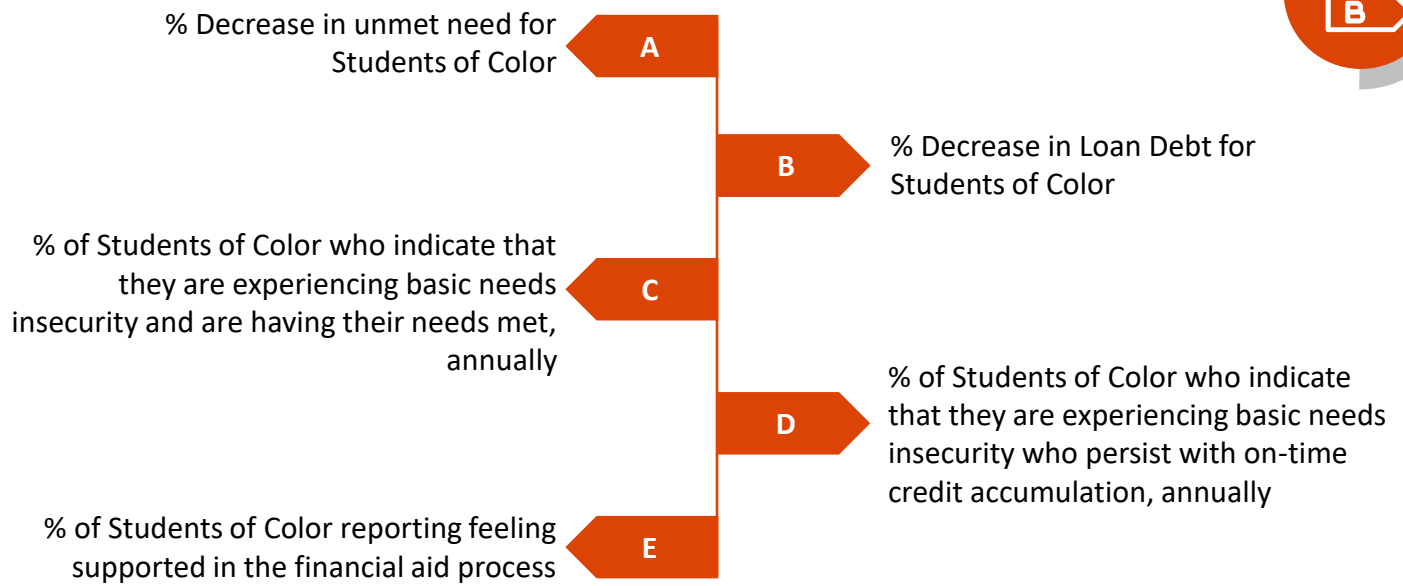 B
% Decrease in unmet need for
Students of Color
A
B
% Decrease in Loan Debt for
Students of Color
% of Students of Color who indicate that
they are experiencing basic needs
insecurity and are having their needs met,
annually
C
D
% of Students of Color who indicate
that they are experiencing basic needs
insecurity who persist with on-time
credit accumulation, annually
% of Students of Color reporting feeling
supported in the financial aid process
E